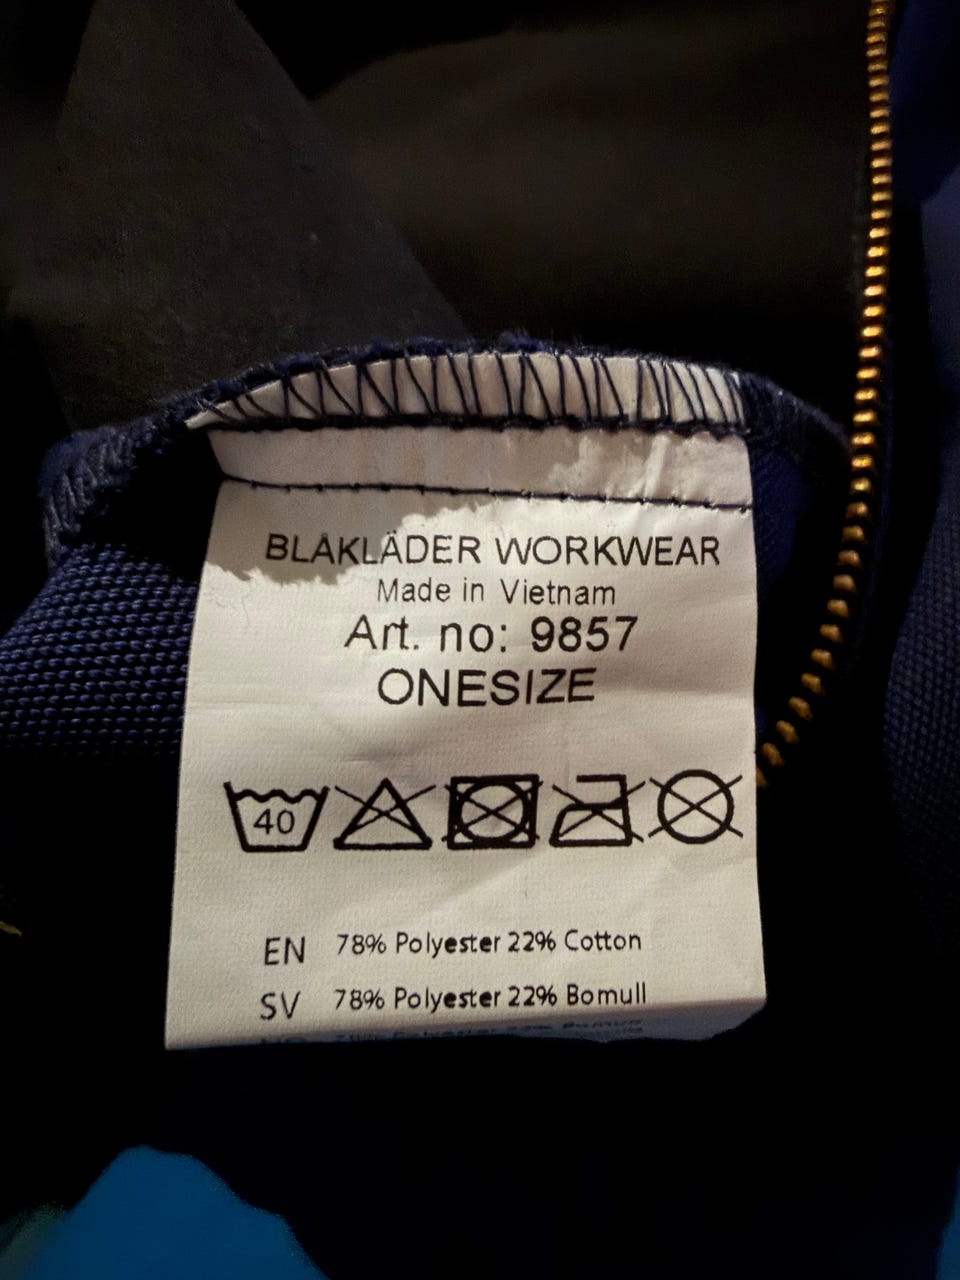 BLÅKLÄDER WORKWEAR
Made in Vietnam
Art. no: 9857
ONESIZE
40
EN 78% Polyester 22% Cotton
SV 78% Polyester 22% Bomull